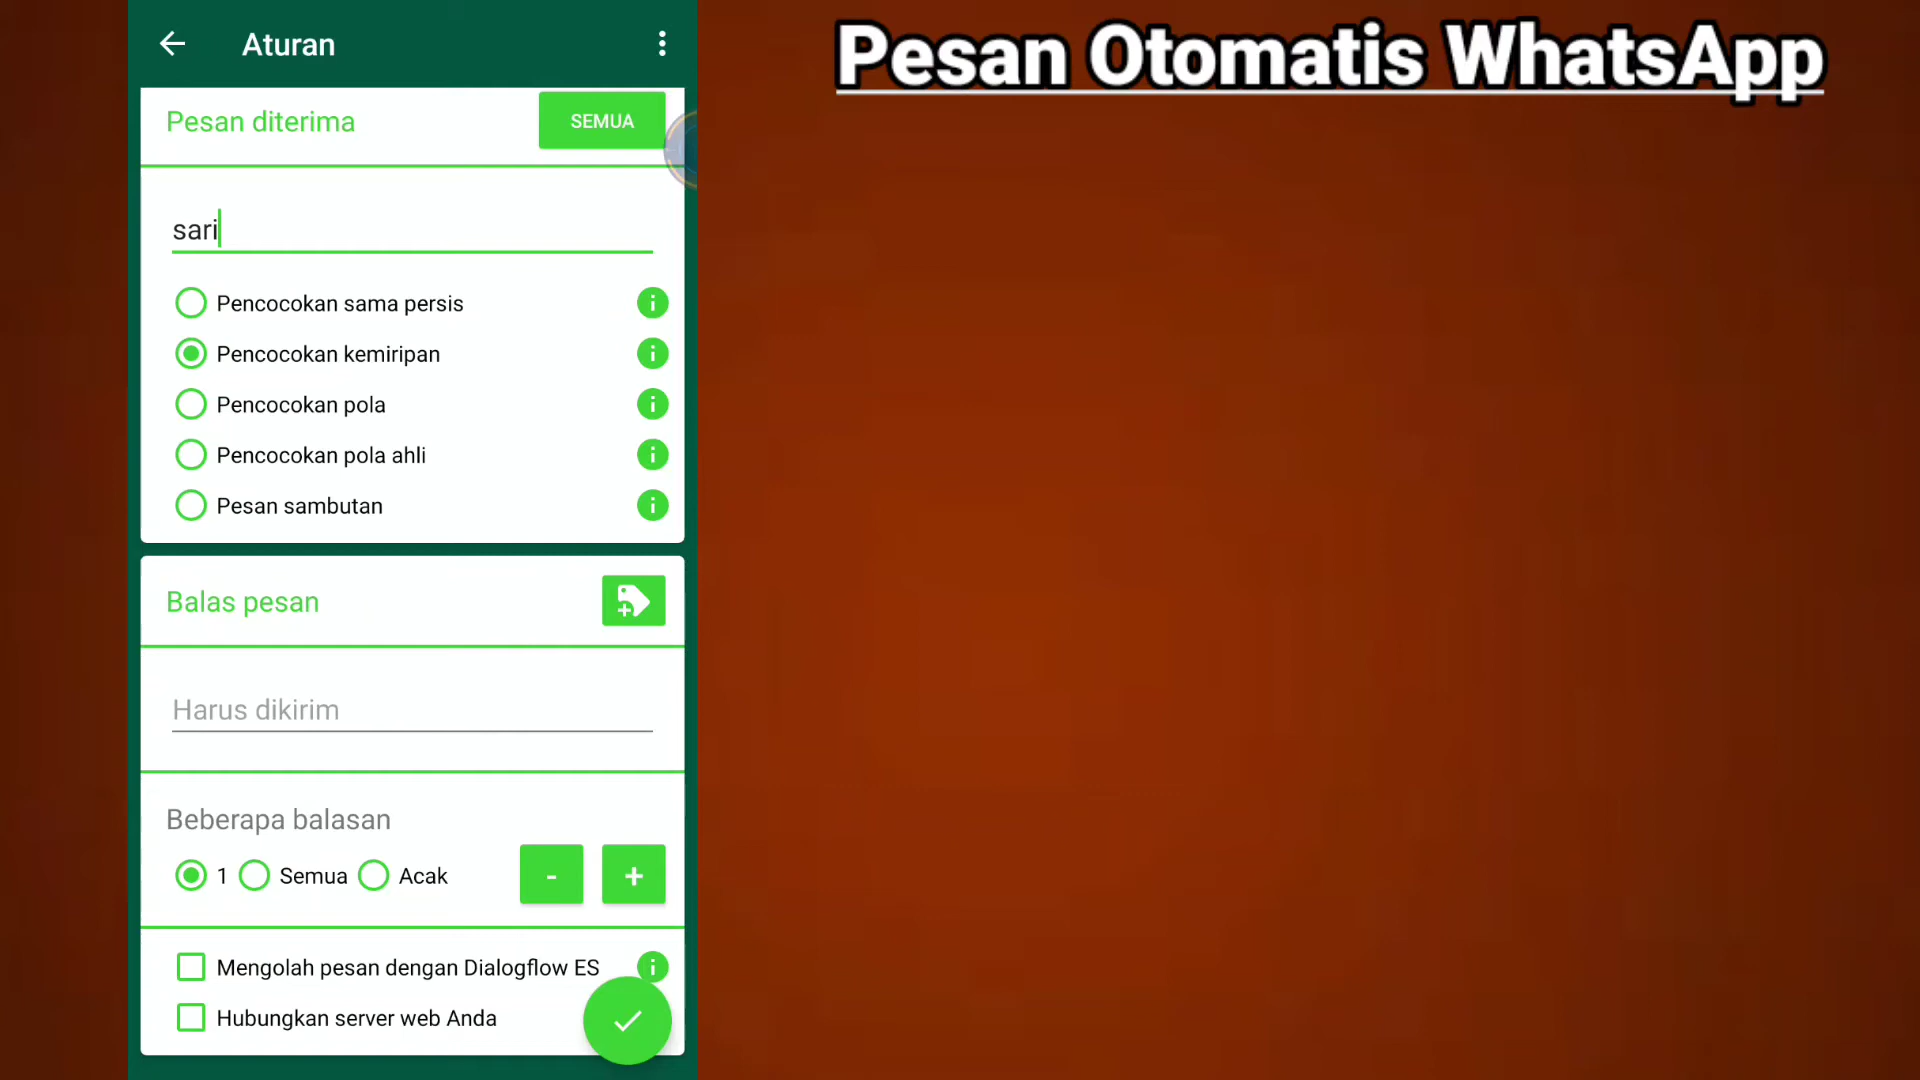 Aturan
Pesan Otomatis WhatsApp
Pesan diterima
SEMUA
sari
Pencocokan sama persis
Pencocokan kemiripan
Pencocokan pola
Pencocokan pola ahli
Pesan sambutan
Balas pesan
Harus dikirim
Beberapa balasan
1 Semua Acak - +
Mengolah pesan dengan Dialogflow ES
Hubungkan server web Anda